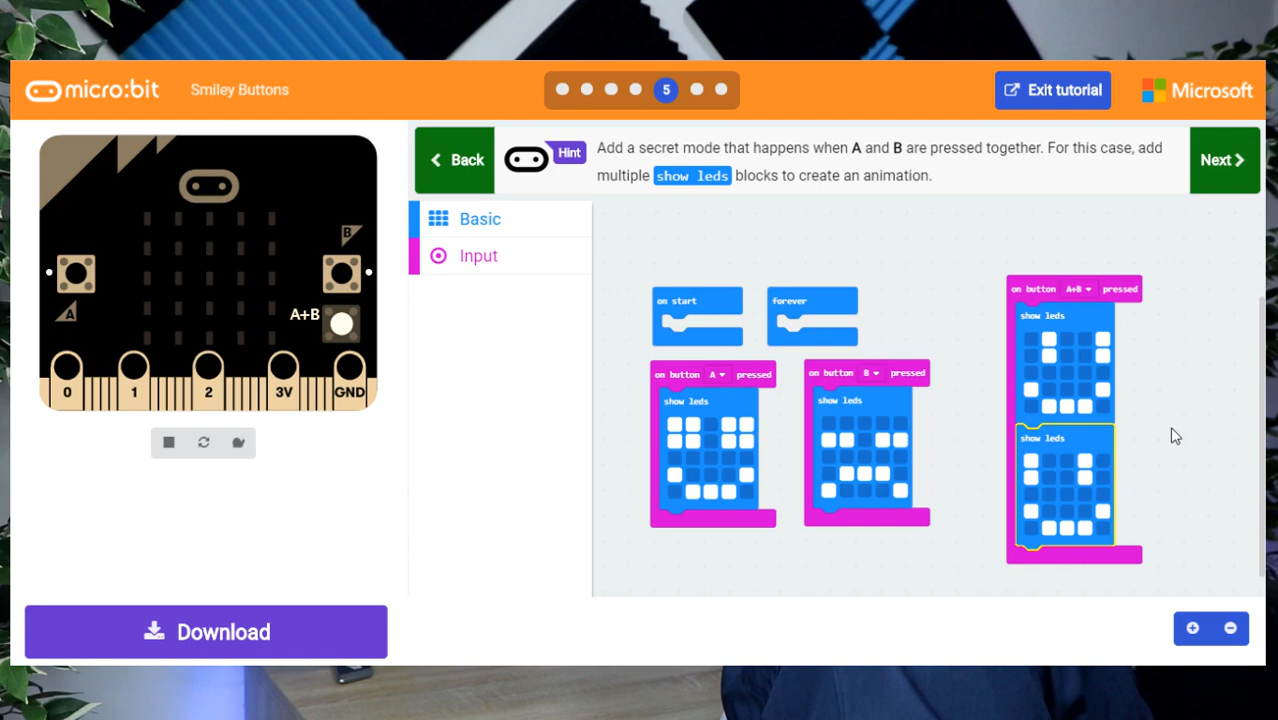 micro:bit
Smiley Buttons
5
Exit tutorial
Microsoft
Back
Hint
Add a secret mode that happens when A and B are pressed together. For this case, add
multiple show leds blocks to create an animation.
Next
Basic
Input
B
A
A+B
0 1 2 3V GND
on start
forever
on button A pressed
show leds
on button B pressed
show leds
on button A+B pressed
show leds
show leds
Download